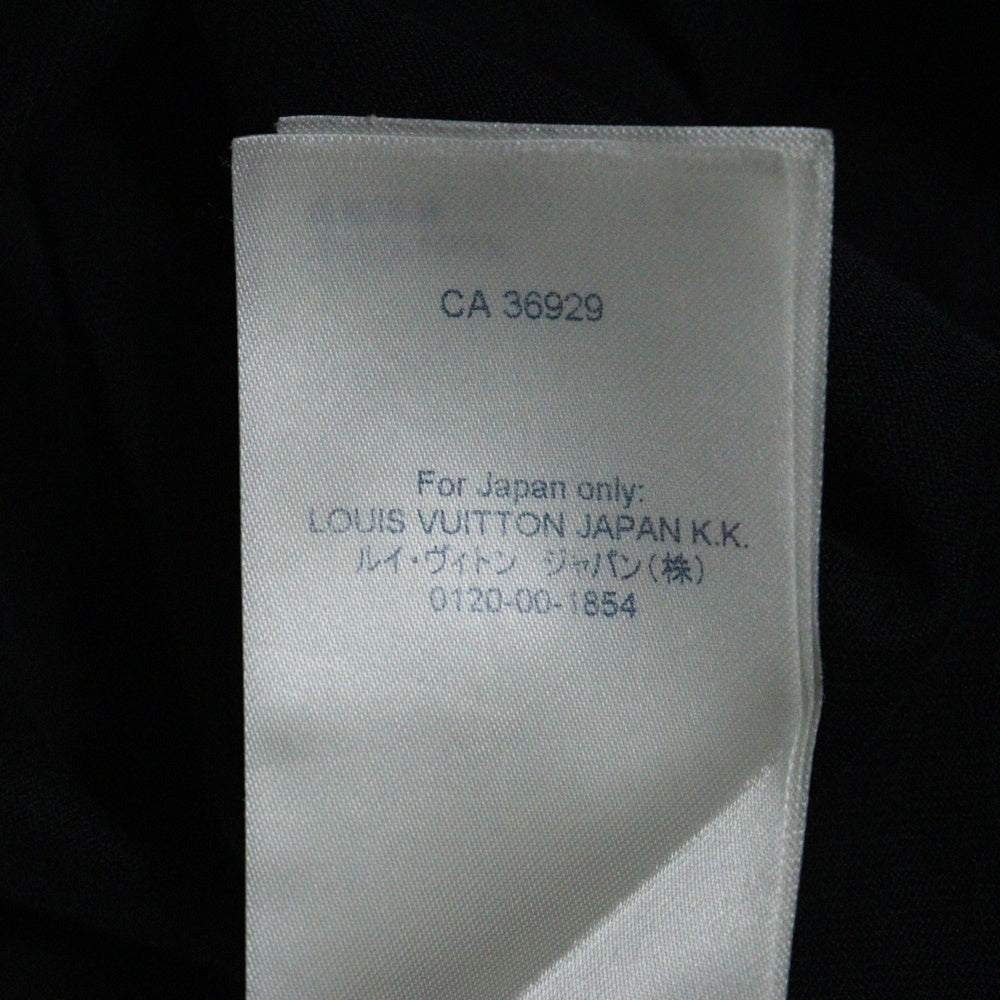 CA 36929
For Japan only:
LOUIS VUITTON JAPAN K.K.
ルイ・ヴィトン　ジャパン(株)
0120-00-1854